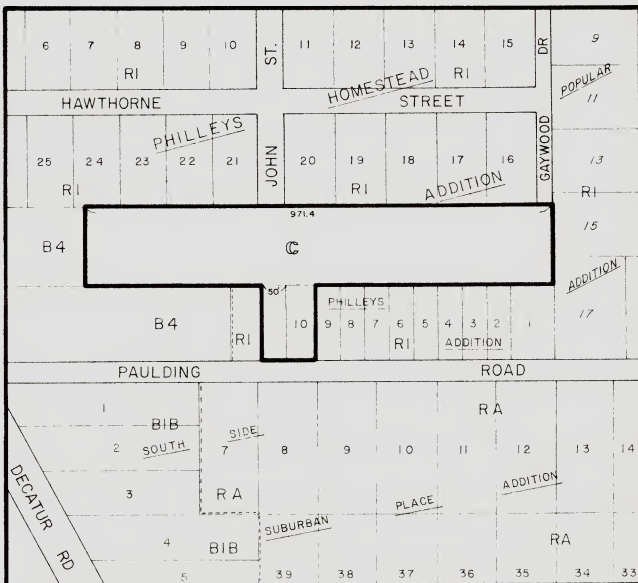 6 7 8 9 10 ST. 11 12 13 14 15 DR 9
R1 R1
HAWTHORNE HOMESTEAD STREET POPULAR
11
PHILLEYS
25 24 23 22 21 JOHN 20 19 18 17 16 GAYWOOD 13
R1 R1 ADDITION R1
971.4
B4 C 15
ADDITION
50'
B4 R1 10 PHILLEYS 17
9 8 7 6 5 4 3 2 1
R1 ADDITION
PAULDING ROAD
1 RA
B1B SIDE
2 SOUTH 7 8 9 10 11 12 13 14
3 RA PLACE ADDITION
DECATUR RD
4 B1B SUBURBAN RA
5 39 38 37 36 35 34 33